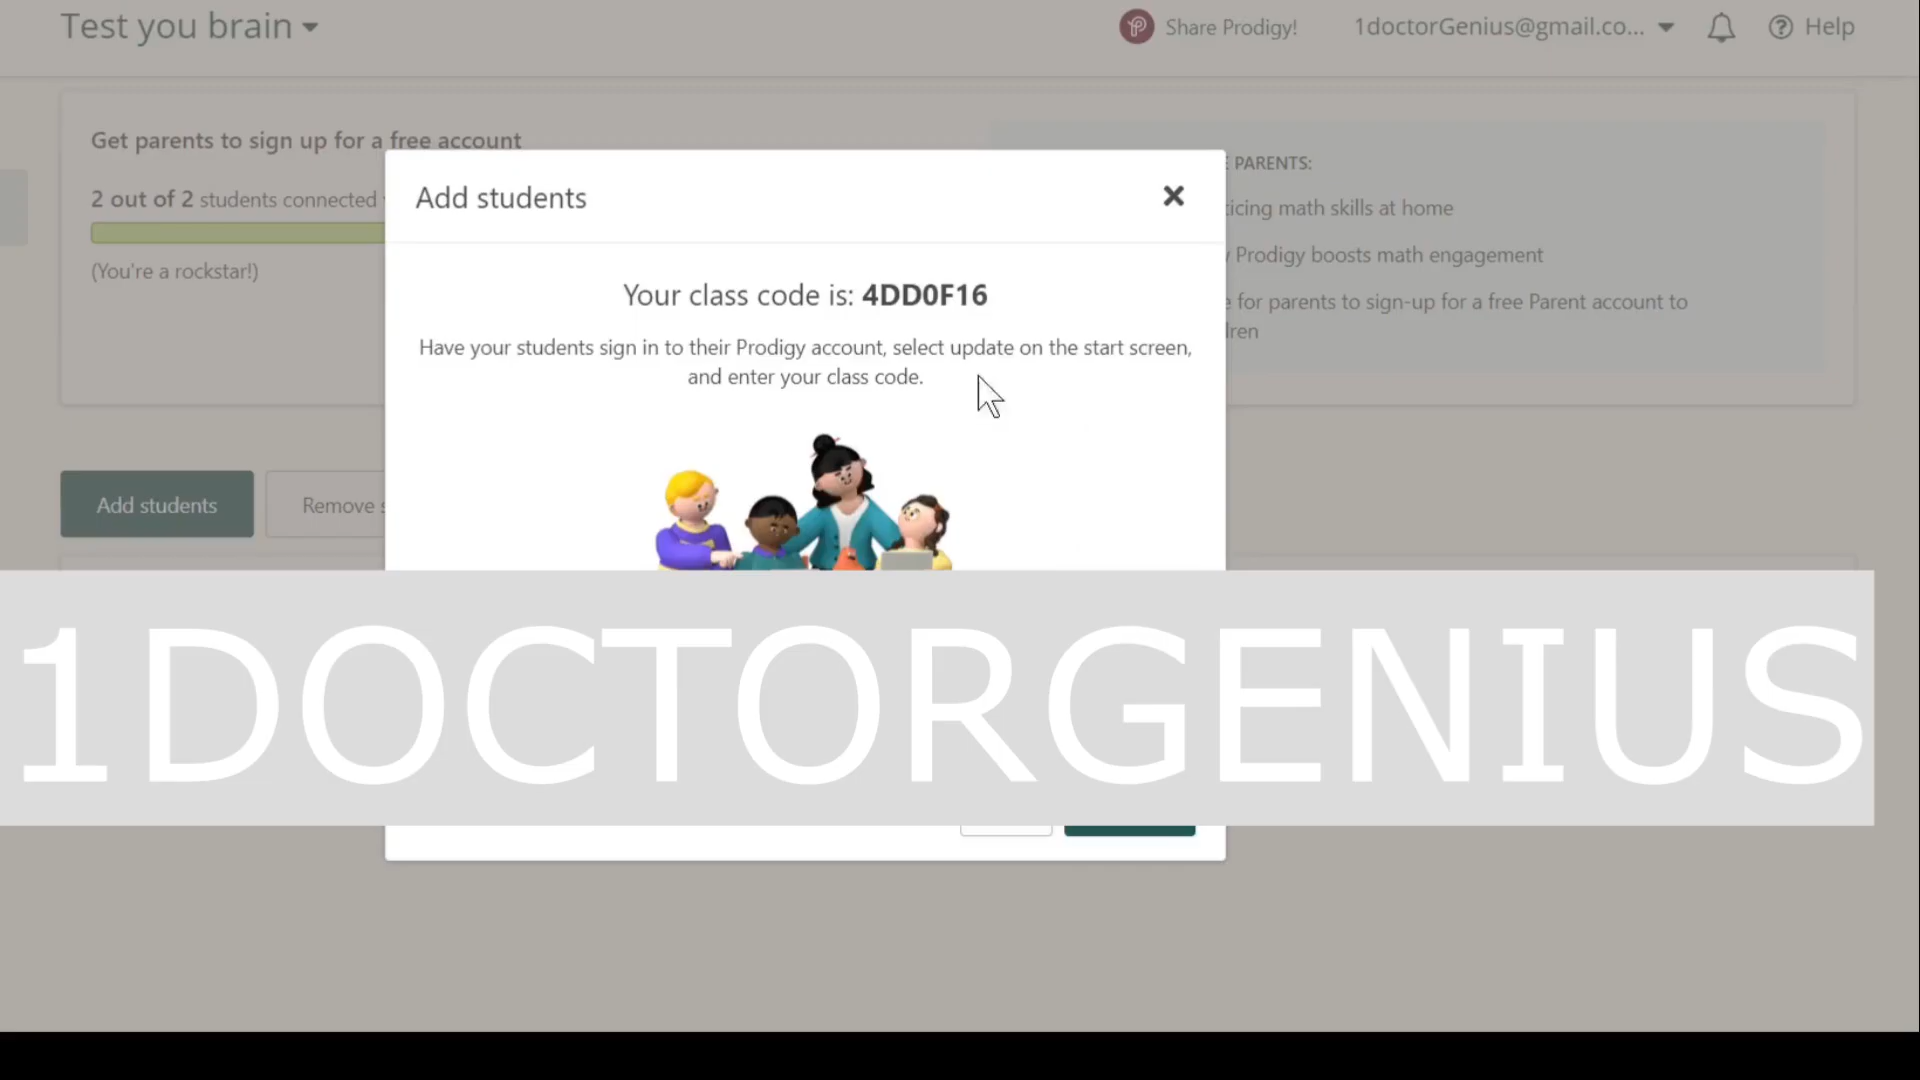 Test you brain
Share Prodigy!
1doctorGenius@gmail.co...
Help
Get parents to sign up for a free account
2 out of 2 students connected
(You're a rockstar!)
PARENTS:
math skills at home
Prodigy boosts math engagement
for parents to sign-up for a free Parent account to
Add students
Your class code is: 4DD0F16
Have your students sign in to their Prodigy account, select update on the start screen,
and enter your class code.
Add students
Remove
1DOCTORGENIUS